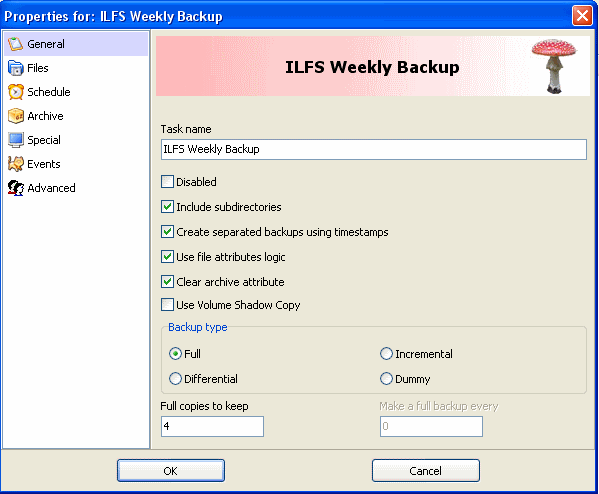 Properties for: ILFS Weekly Backup
General
Files
Schedule
Archive
Special
Events
Advanced
ILFS Weekly Backup
Task name
ILFS Weekly Backup
Disabled
Include subdirectories
Create separated backups using timestamps
Use file attributes logic
Clear archive attribute
Use Volume Shadow Copy
Backup type
Full
Incremental
Differential
Dummy
Full copies to keep
Make a full backup every
4
0
OK
Cancel